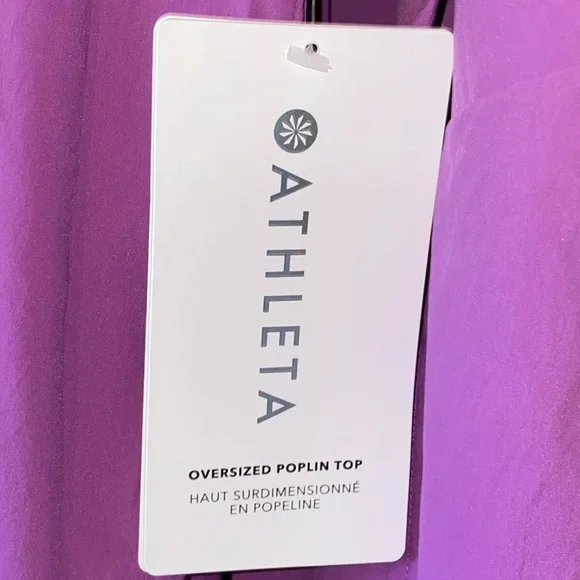 ATHLETA
OVERSIZED POPLIN TOP
HAUT SURDIMENSIONNÉ
EN POPELINE